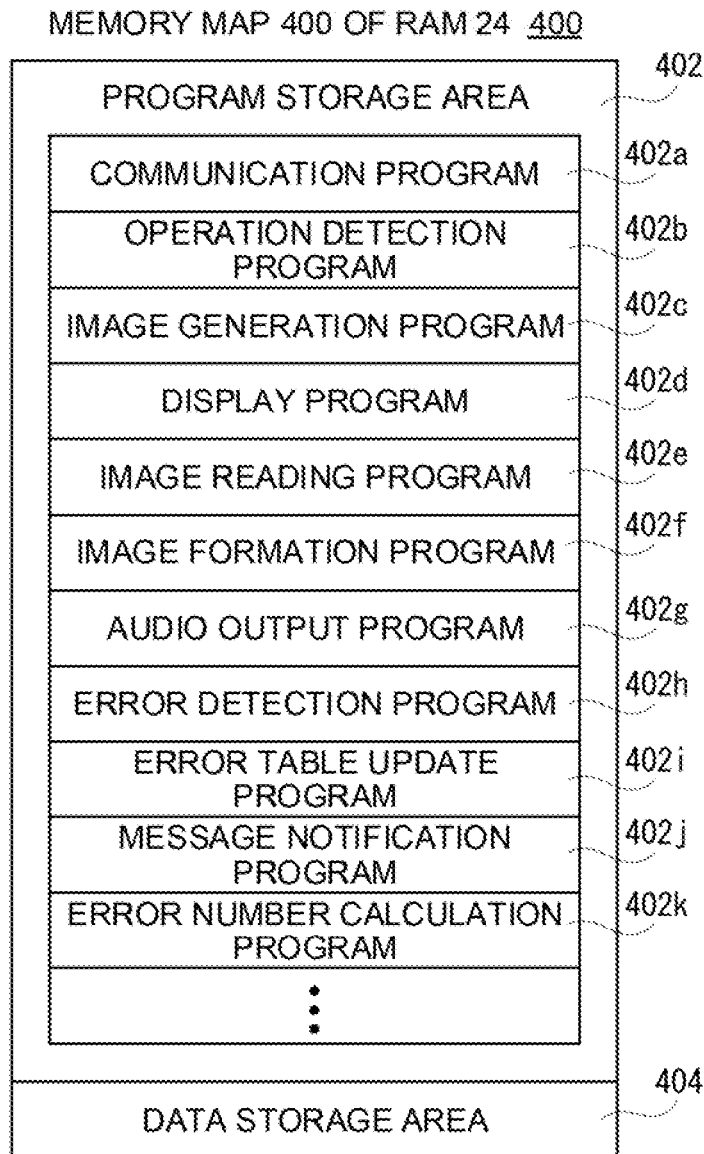 MEMORY MAP 400 OF RAM 24 400
402
PROGRAM STORAGE AREA
402a
COMMUNICATION PROGRAM
402b
OPERATION DETECTION
PROGRAM
402c
IMAGE GENERATION PROGRAM
402d
DISPLAY PROGRAM
402e
IMAGE READING PROGRAM
402f
IMAGE FORMATION PROGRAM
402g
AUDIO OUTPUT PROGRAM
402h
ERROR DETECTION PROGRAM
402i
ERROR TABLE UPDATE
PROGRAM
402j
MESSAGE NOTIFICATION
PROGRAM
402k
ERROR NUMBER CALCULATION
PROGRAM
404
DATA STORAGE AREA